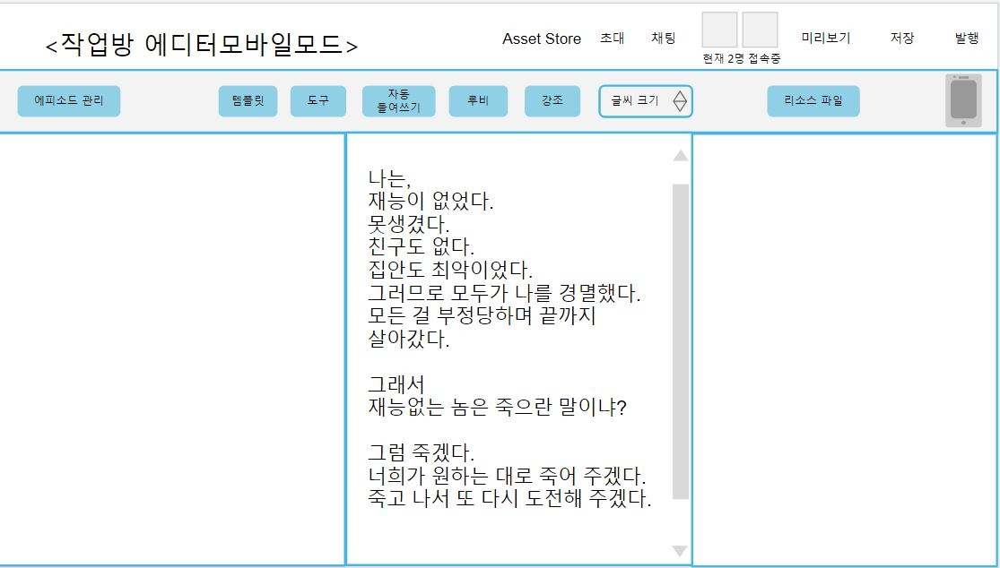 <작업방 에디터모바일모드>
Asset Store 초대 채팅 미리보기 저장 발행
현재 2명 접속중
에피소드 관리 템플릿 도구 자동 루비 강조 글씨 크기 리소스 파일
들여쓰기
나는,
재능이 없었다.
못생겼다.
친구도 없다.
집안도 최악이었다.
그러므로 모두가 나를 경멸했다.
모든 걸 부정당하며 끝까지
살아갔다.
그래서
재능없는 놈은 죽으란 말이냐?
그럼 죽겠다.
너희가 원하는 대로 죽어 주겠다.
죽고 나서 또 다시 도전해 주겠다.